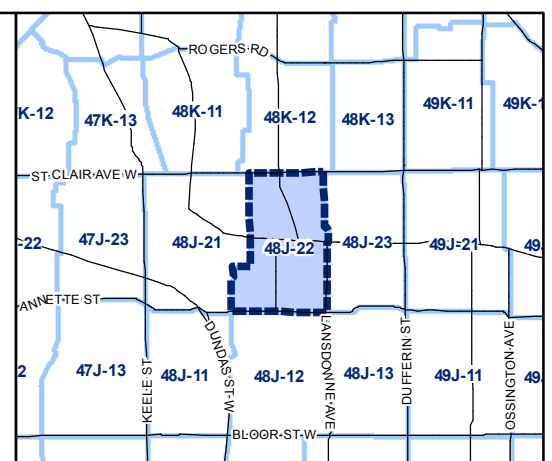 ROGERS RD
K-12
47K-13
48K-11
48K-12
48K-13
49K-11
49K-1
ST CLAIR AVE W
-22
47J-23
48J-21
48J-22
48J-23
49J-21
49J
ANNETTE ST
2
47J-13
48J-11
48J-12
48J-13
49J-11
49J
KEELE ST
DUNDAS ST W
LANSDOWNE AVE
DUFFERIN ST
OSSINGTON AVE
BLOOR ST W